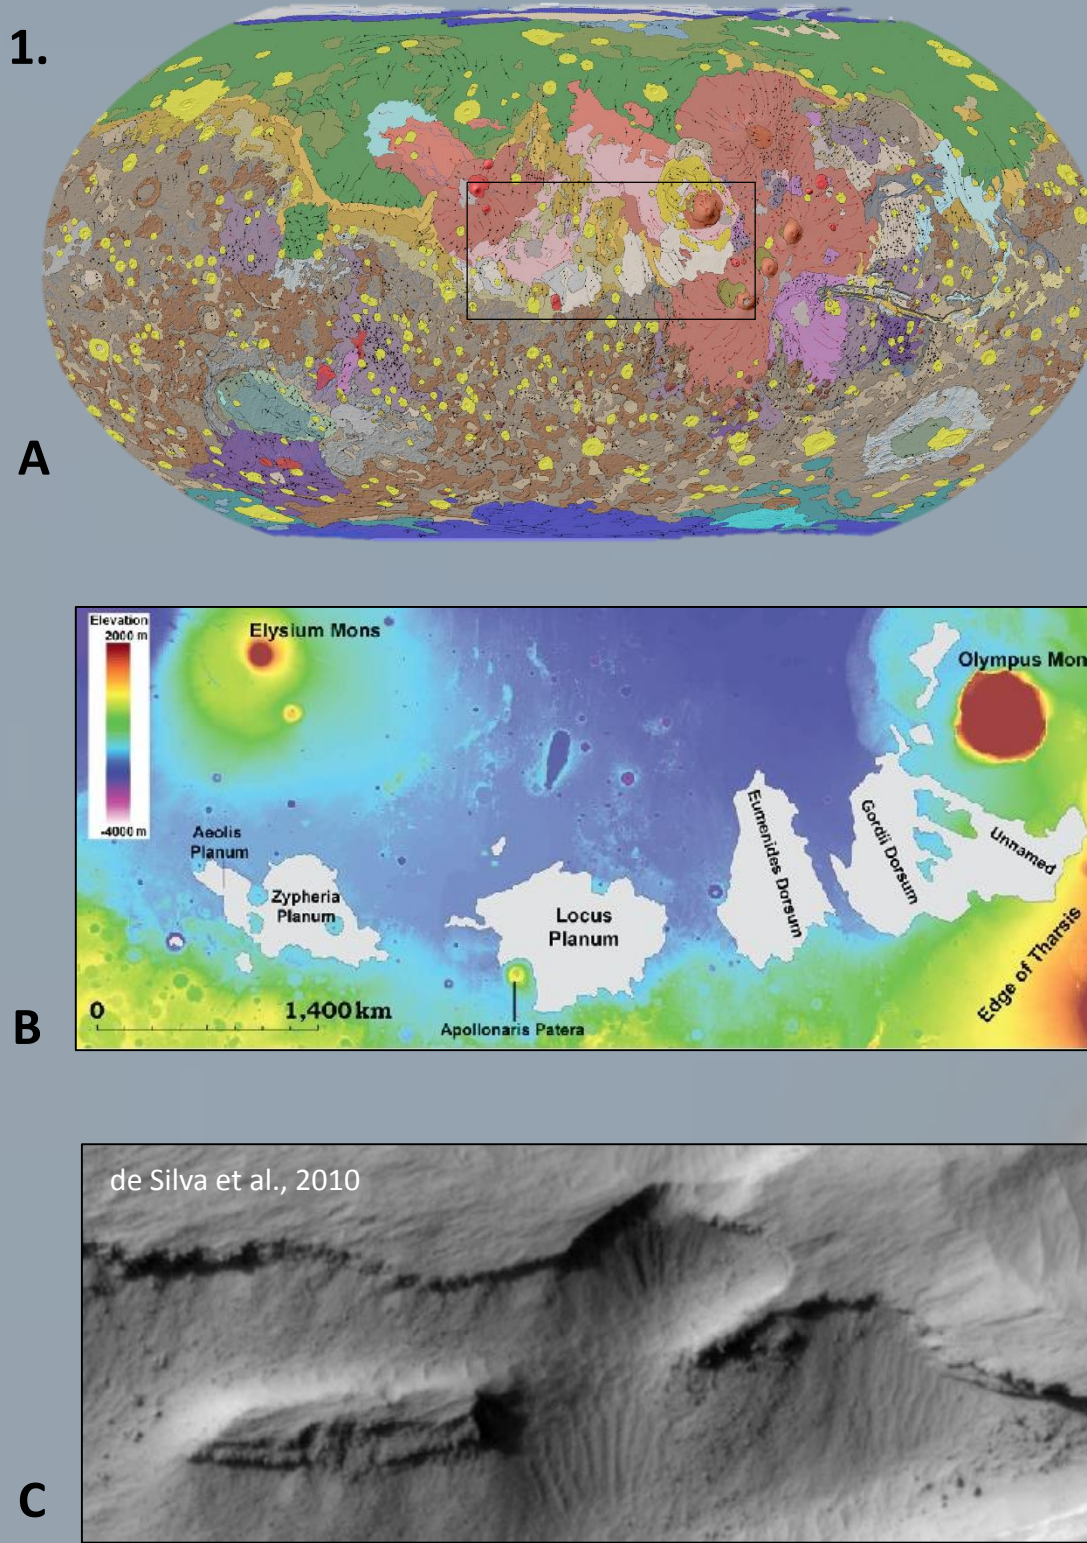 1.
A
Elevation
2000 m
-4000 m
Elysium Mons
Olympus Mon
Aeolis
Planum
Zypheria
Planum
Locus
Planum
Eumenides Dorsum
Gordii Dorsum
Unnamed
Edge of Tharsis
0 1,400 km
Apollonaris Patera
B
de Silva et al., 2010
C